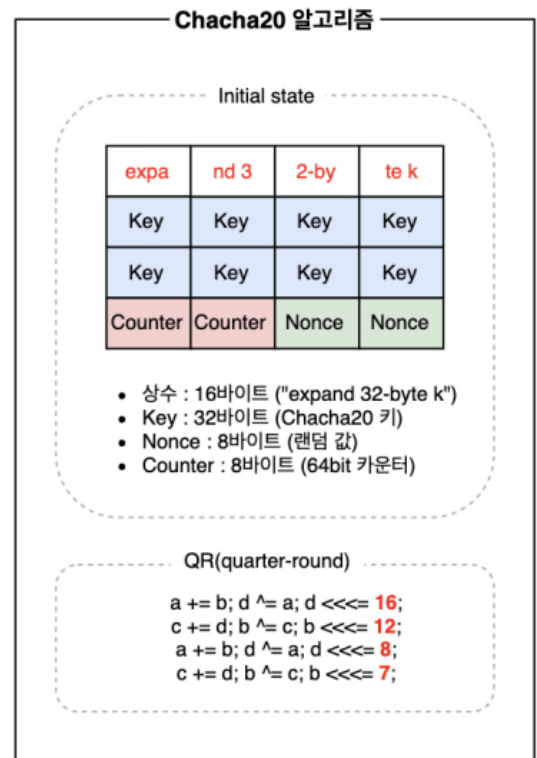 Chacha20 알고리즘
Initial state
expa nd 3 2-by te k
Key Key Key Key
Key Key Key Key
Counter Counter Nonce Nonce
• 상수 : 16바이트 ("expand 32-byte k")
• Key : 32바이트 (Chacha20 키)
• Nonce : 8바이트 (랜덤 값)
• Counter : 8바이트 (64bit 카운터)
QR(quarter-round)
a += b; d ^= a; d <<<= 16;
c += d; b ^= c; b <<<= 12;
a += b; d ^= a; d <<<= 8;
c += d; b ^= c; b <<<= 7;